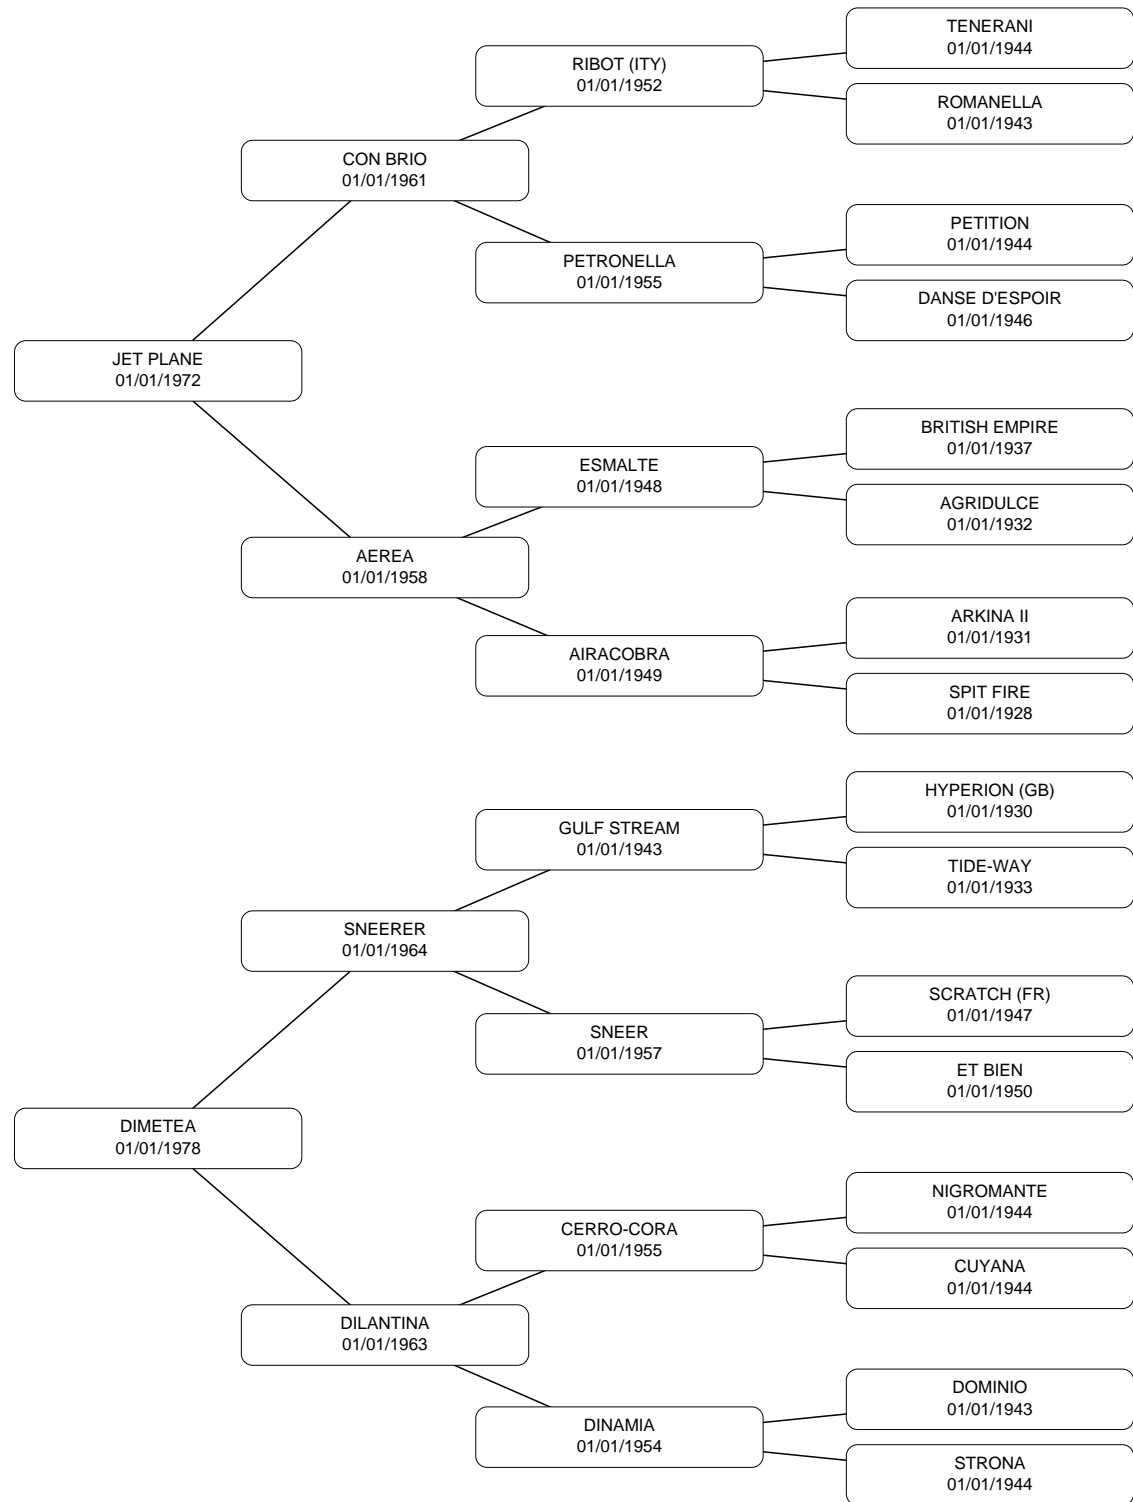 TENERANI
01/01/1944
RIBOT (ITY)
01/01/1952
ROMANELLA
01/01/1943
CON BRIO
01/01/1961
PETITION
01/01/1944
PETRONELLA
01/01/1955
DANSE D'ESPOIR
01/01/1946
JET PLANE
01/01/1972
BRITISH EMPIRE
01/01/1937
ESMALTE
01/01/1948
AGRIDULCE
01/01/1932
AEREA
01/01/1958
ARKINA II
01/01/1931
AIRACOBRA
01/01/1949
SPIT FIRE
01/01/1928
HYPERION (GB)
01/01/1930
GULF STREAM
01/01/1943
TIDE-WAY
01/01/1933
SNEERER
01/01/1964
SCRATCH (FR)
01/01/1947
SNEER
01/01/1957
ET BIEN
01/01/1950
DIMETEA
01/01/1978
NIGROMANTE
01/01/1944
CERRO-CORA
01/01/1955
CUYANA
01/01/1944
DILANTINA
01/01/1963
DOMINIO
01/01/1943
DINAMIA
01/01/1954
STRONA
01/01/1944